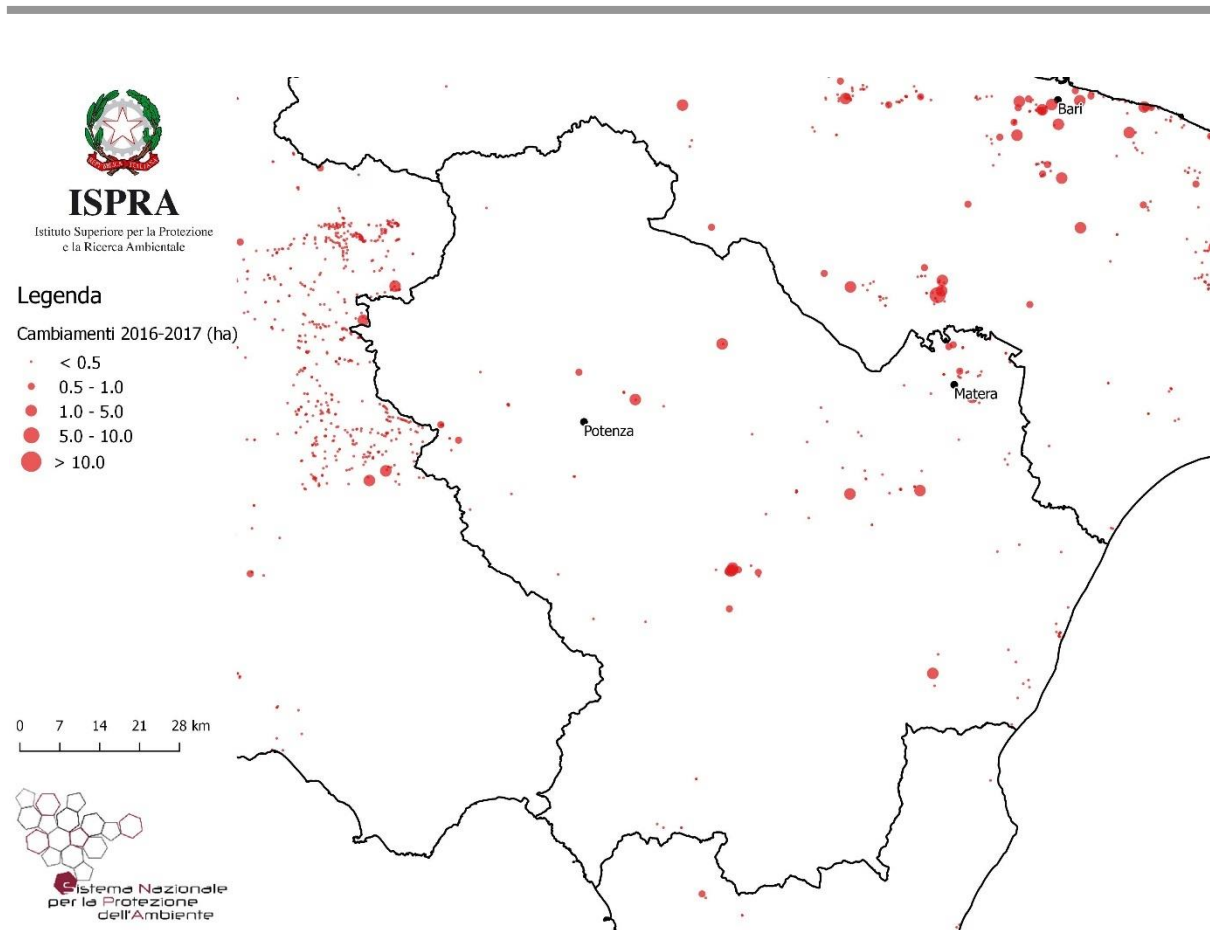 REPVBBLICA ITALIANA
ISPRA
Istituto Superiore per la Protezione
e la Ricerca Ambientale
Legenda
Cambiamenti 2016-2017 (ha)
< 0.5
0.5 - 1.0
1.0 - 5.0
5.0 - 10.0
> 10.0
Bari
Matera
Potenza
0 7 14 21 28 km
Sistema Nazionale
per la Protezione
dell'Ambiente